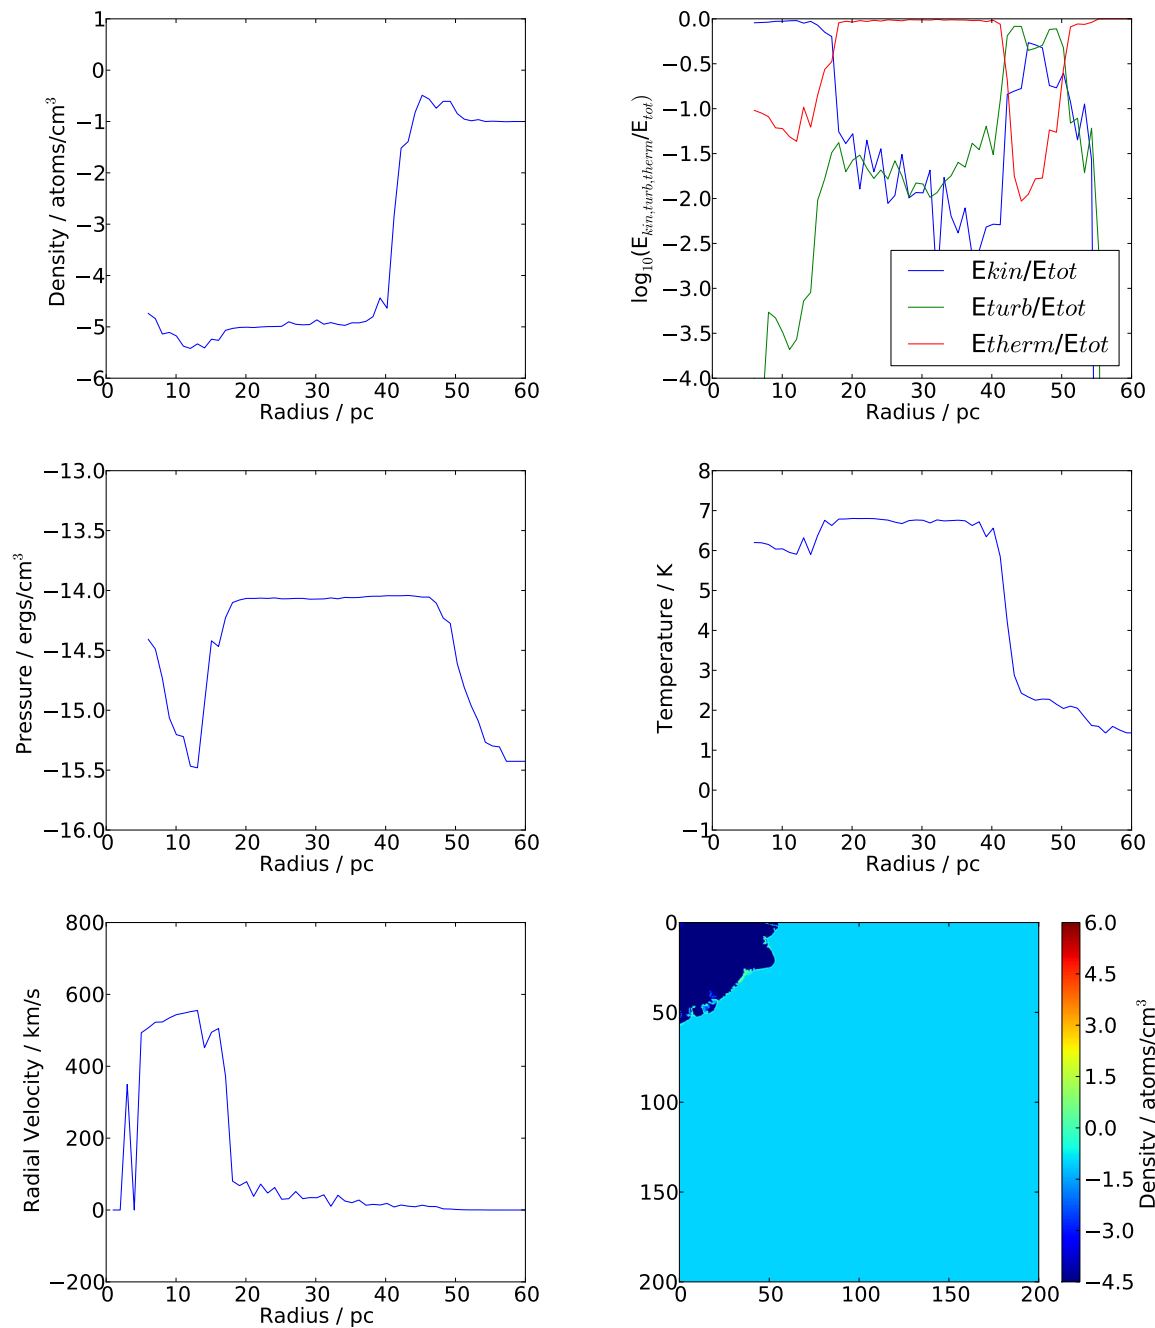 1
0
−1
−2
−3
−4
−5
−6
0 10 20 30 40 50 60
Radius / pc
Density / atoms/cm³
0.0
−0.5
−1.0
−1.5
−2.0
−2.5
−3.0
−3.5
−4.0
0 10 20 30 40 50 60
Radius / pc
log₁₀(E_kin,turb,therm/E_tot)
Ekin/Etot
Eturb/Etot
Etherm/Etot
−13.0
−13.5
−14.0
−14.5
−15.0
−15.5
−16.0
0 10 20 30 40 50 60
Radius / pc
Pressure / ergs/cm³
8
7
6
5
4
3
2
1
0
−1
0 10 20 30 40 50 60
Radius / pc
Temperature / K
800
600
400
200
0
−200
0 10 20 30 40 50 60
Radius / pc
Radial Velocity / km/s
0
50
100
150
200
0 50 100 150 200
6.0
4.5
3.0
1.5
0.0
−1.5
−3.0
−4.5
Density / atoms/cm³